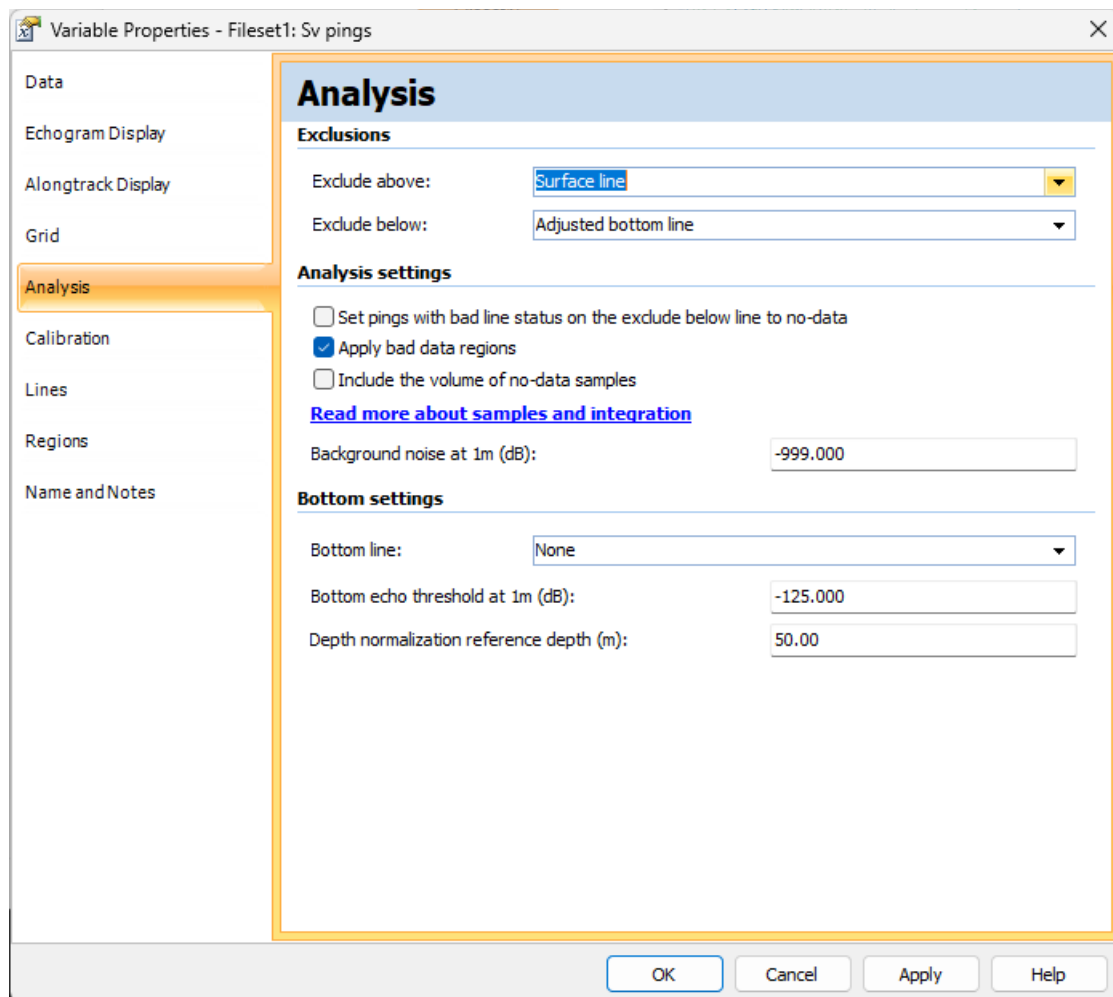 Variable Properties - Fileset1: Sv pings
Data
Echogram Display
Alongtrack Display
Grid
Analysis
Calibration
Lines
Regions
Name and Notes
Analysis
Exclusions
Exclude above: Surface line
Exclude below: Adjusted bottom line
Analysis settings
Set pings with bad line status on the exclude below line to no-data
Apply bad data regions
Include the volume of no-data samples
Read more about samples and integration
Background noise at 1m (dB): -999.000
Bottom settings
Bottom line: None
Bottom echo threshold at 1m (dB): -125.000
Depth normalization reference depth (m): 50.00
OK Cancel Apply Help